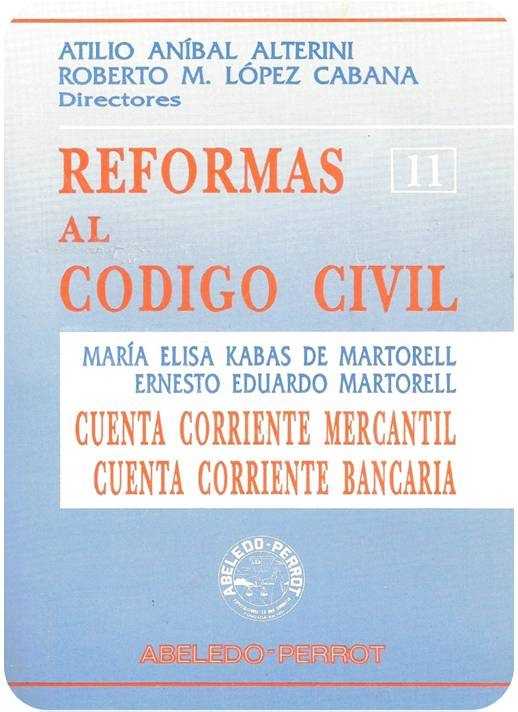 ATILIO ANÍBAL ALTERINI
ROBERTO M. LÓPEZ CABANA
Directores
REFORMAS 11
AL
CODIGO CIVIL
MARÍA ELISA KABAS DE MARTORELL
ERNESTO EDUARDO MARTORELL
CUENTA CORRIENTE MERCANTIL
CUENTA CORRIENTE BANCARIA
ABELEDO-PERROT
ABELEDO-PERROT